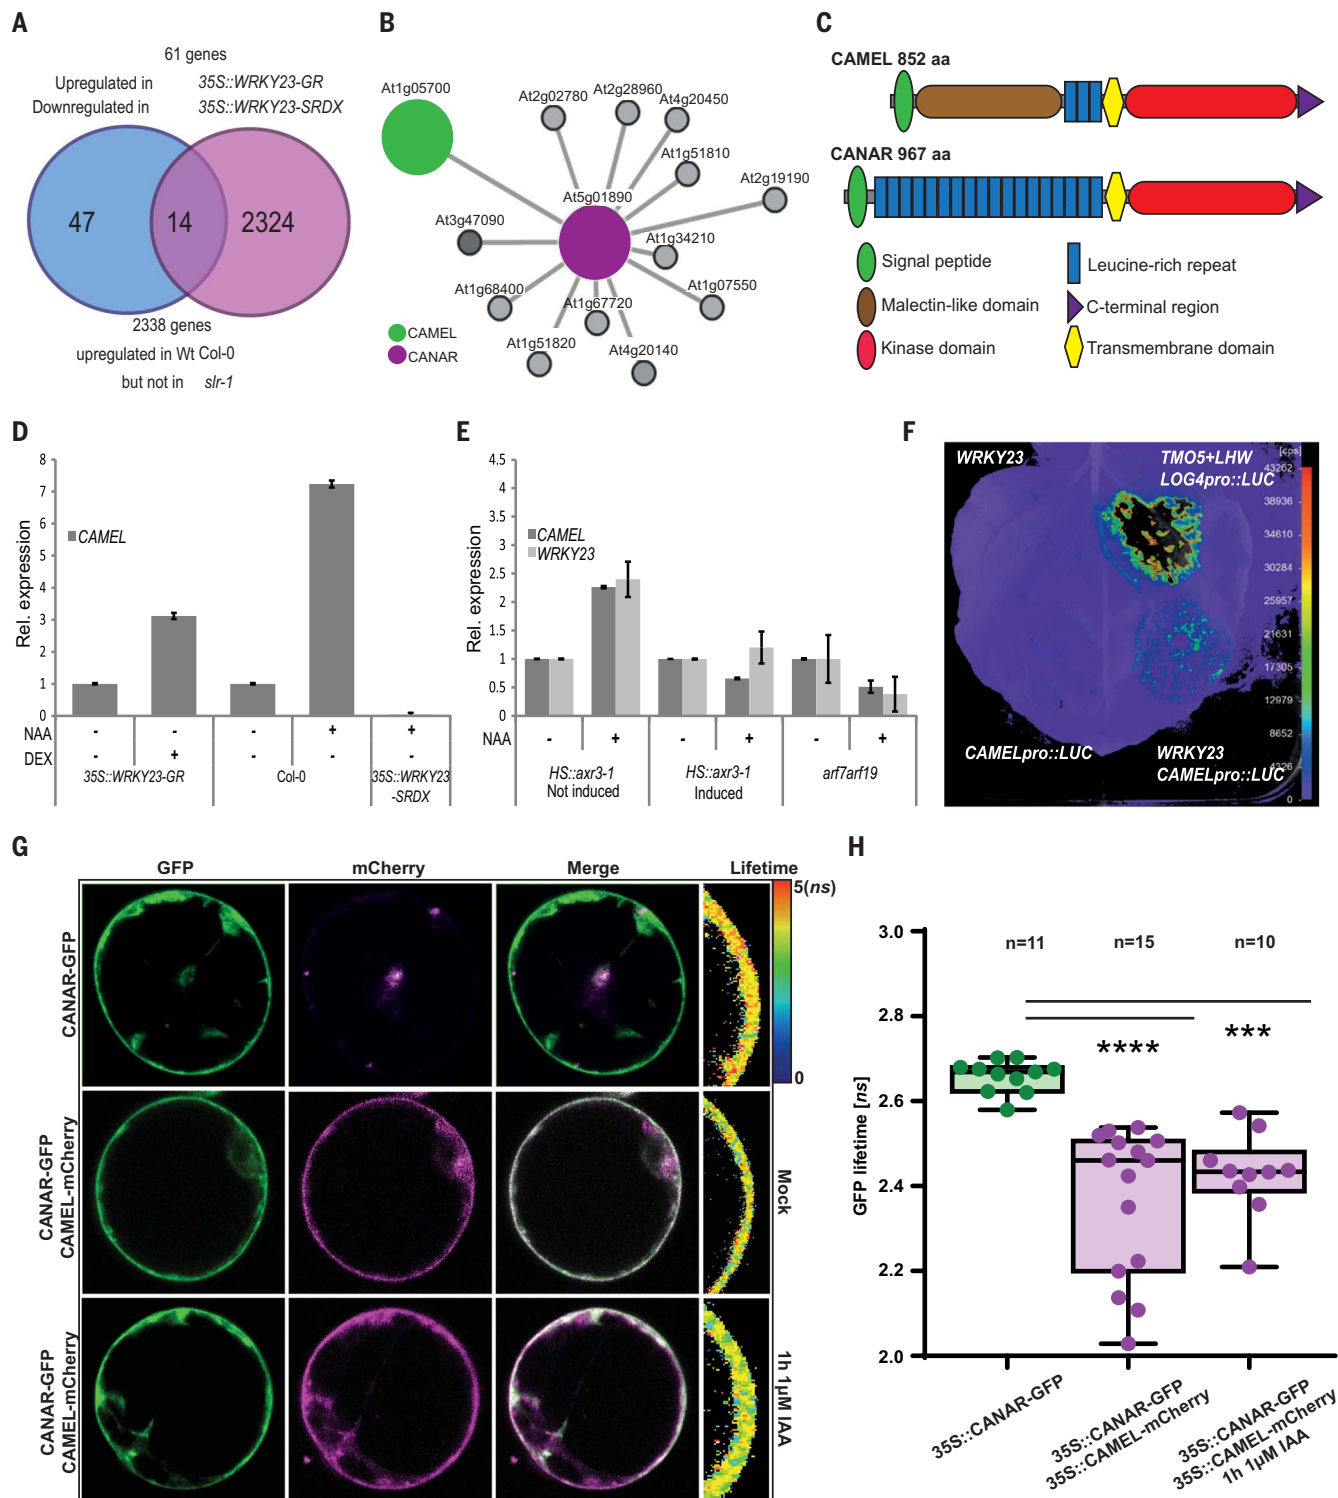 A
61 genes
Upregulated in 35S::WRKY23-GR
Downregulated in 35S::WRKY23-SRDX
47
14
2324
2338 genes
upregulated in Wt Col-0
but not in slr-1
B
At1g05700
At2g02780
At2g28960
At4g20450
At1g51810
At2g19190
At5g01890
At3g47090
At1g34210
At1g68400
At1g67720
At1g07550
At1g51820
At4g20140
CAMEL
CANAR
C
CAMEL 852 aa
CANAR 967 aa
Signal peptide
Leucine-rich repeat
Malectin-like domain
C-terminal region
Kinase domain
Transmembrane domain
D
Rel. expression
8
7
6
5
4
3
2
1
0
CAMEL
NAA - - - + +
DEX - + - - -
35S::WRKY23-GR
Col-0
35S::WRKY23
-SRDX
E
Rel. expression
4.5
4
3.5
3
2.5
2
1.5
1
0.5
0
CAMEL
WRKY23
NAA - + - + - +
HS::axr3-1
Not induced
HS::axr3-1
Induced
arf7arf19
F
WRKY23
TMO5+LHW
LOG4pro::LUC
CAMELpro::LUC
WRKY23
CAMELpro::LUC
[cps]
43262
38936
34610
30284
25957
21631
17305
12979
8652
4326
0
G
GFP
mCherry
Merge
Lifetime
5(ns)
0
CANAR-GFP
CANAR-GFP
CAMEL-mCherry
Mock
CANAR-GFP
CAMEL-mCherry
1h 1µM IAA
H
GFP lifetime [ns]
3.0
2.8
2.6
2.4
2.2
2.0
n=11
n=15
n=10
****
***
35S::CANAR-GFP
35S::CANAR-GFP
35S::CAMEL-mCherry
35S::CANAR-GFP
35S::CAMEL-mCherry
1h 1µM IAA